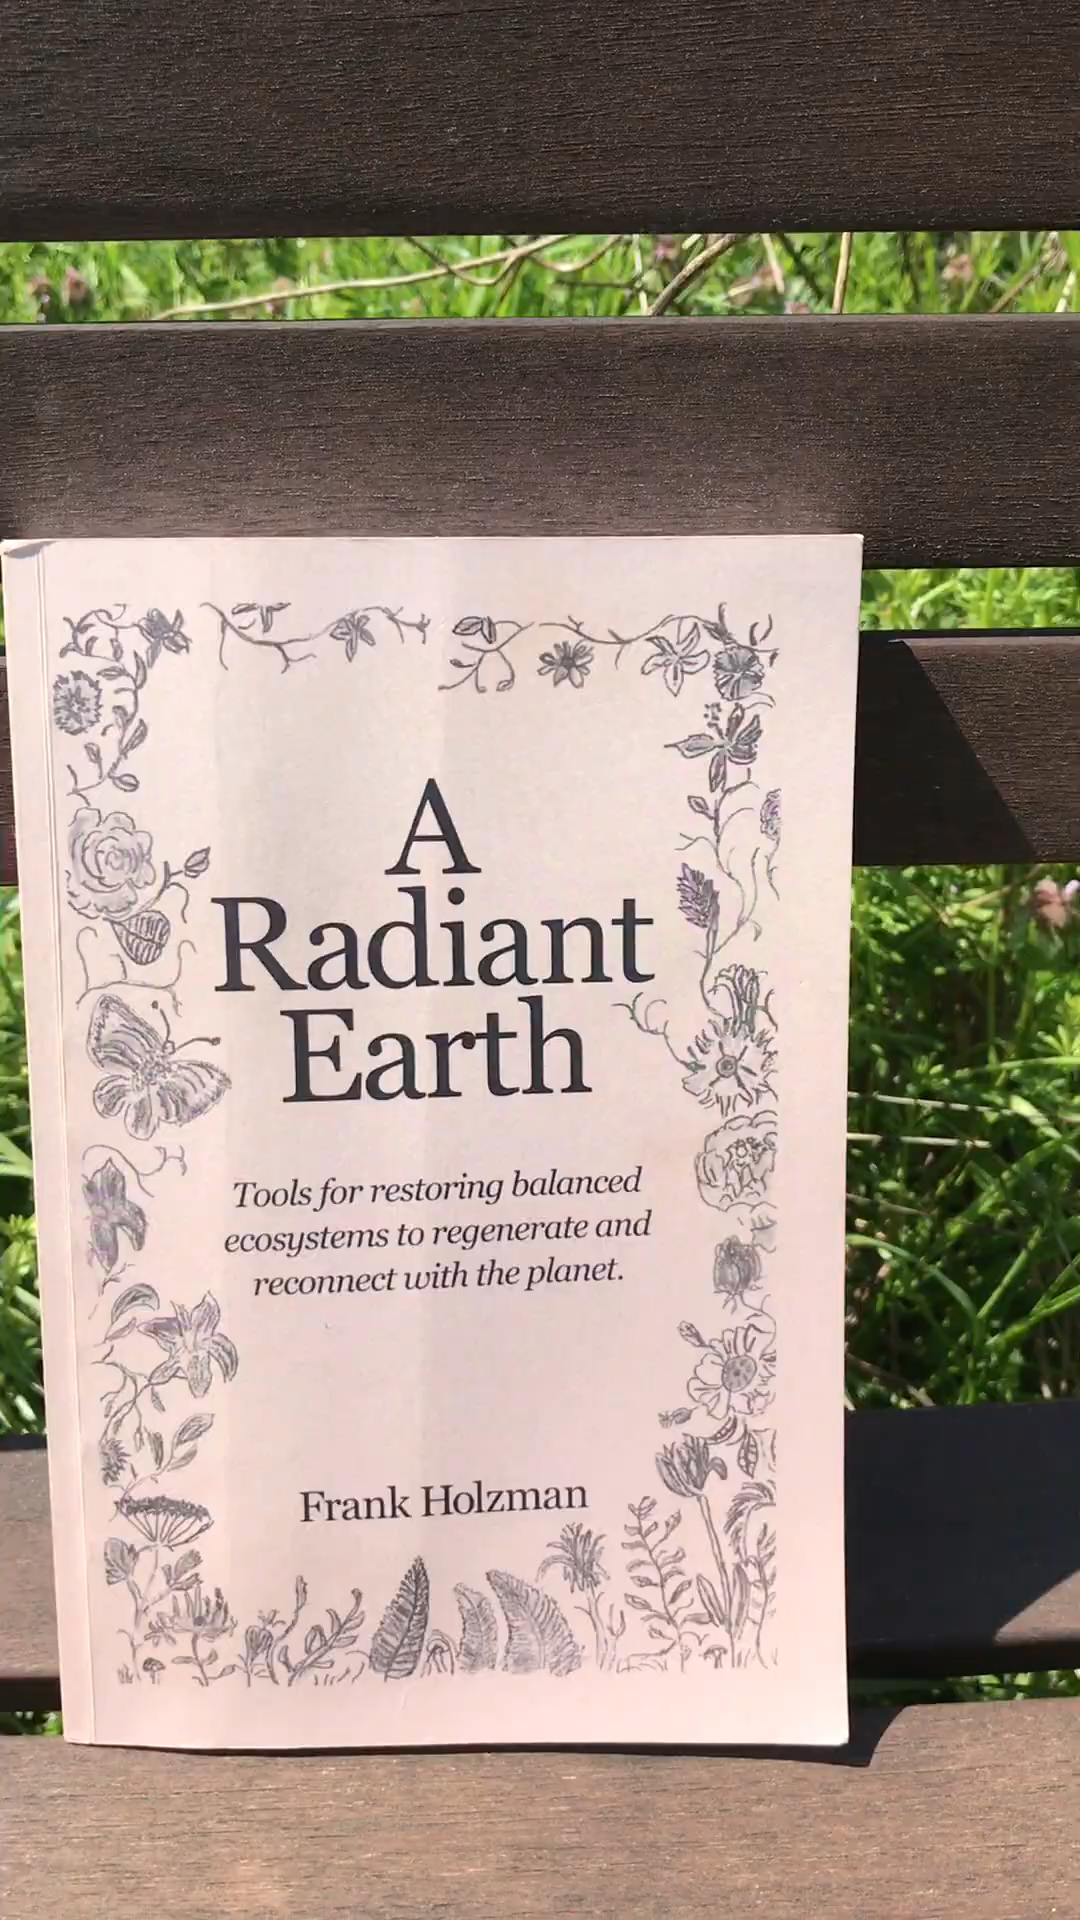 A
Radiant
Earth
Tools for restoring balanced
ecosystems to regenerate and
reconnect with the planet.
Frank Holzman